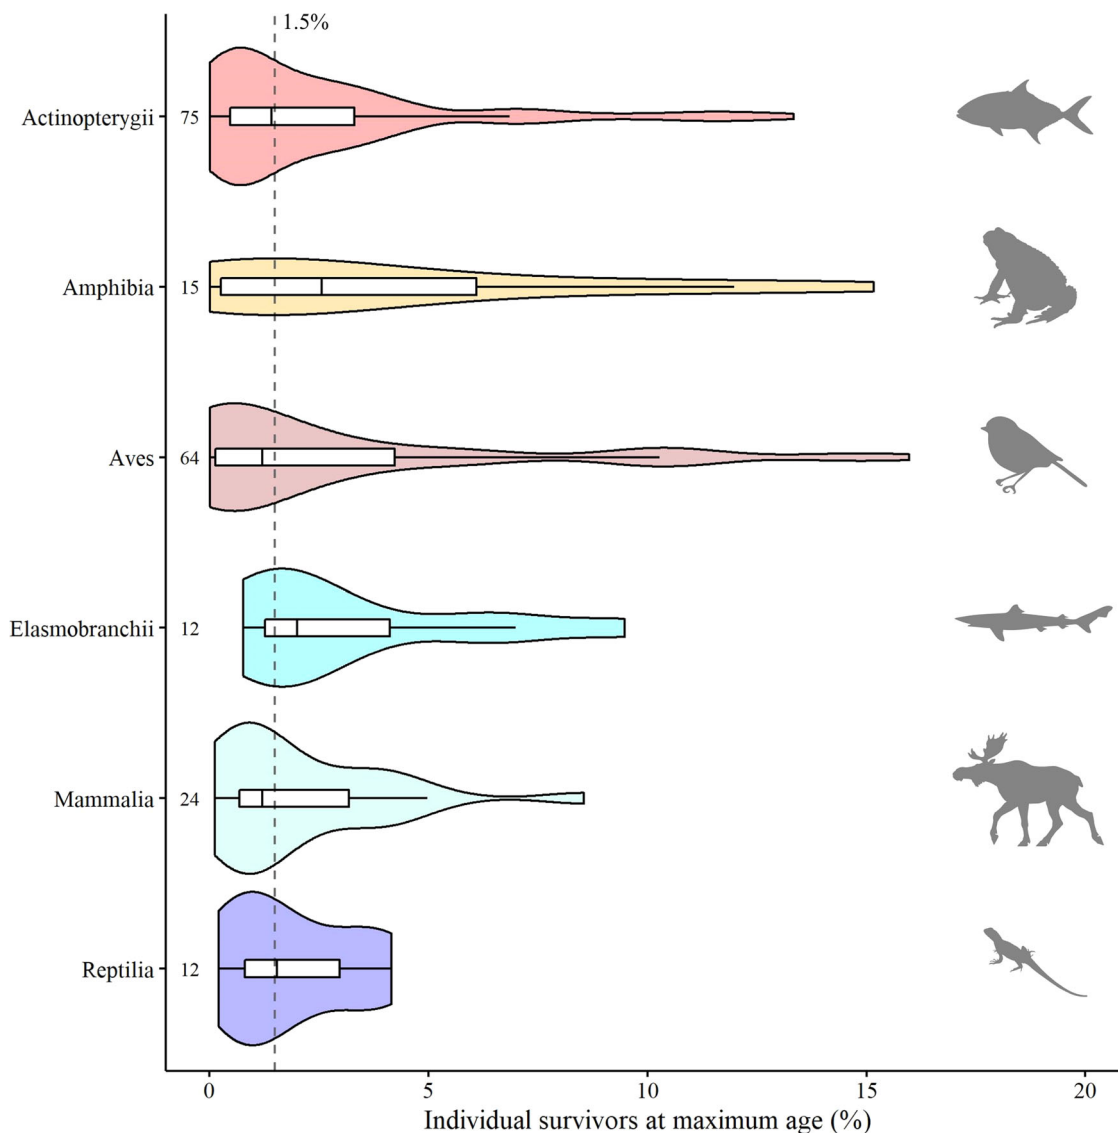 1.5%
Actinopterygii 75
Amphibia 15
Aves 64
Elasmobranchii 12
Mammalia 24
Reptilia 12
0 5 10 15 20
Individual survivors at maximum age (%)